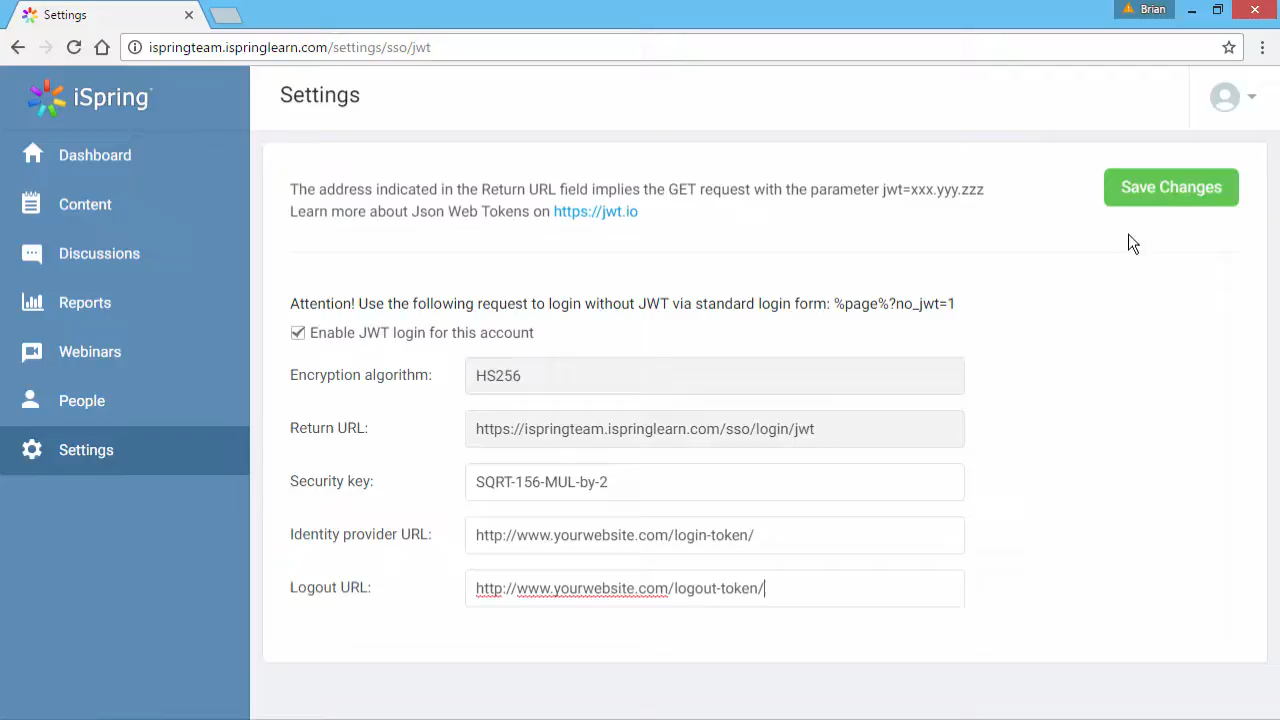 Settings
Brian
ispringteam.ispringlearn.com/settings/sso/jwt
iSpring
Settings
Dashboard
Content
Discussions
Reports
Webinars
People
Settings
The address indicated in the Return URL field implies the GET request with the parameter jwt=xxx.yyy.zzz
Learn more about Json Web Tokens on https://jwt.io
Save Changes
Attention! Use the following request to login without JWT via standard login form: %page%?no_jwt=1
Enable JWT login for this account
Encryption algorithm: HS256
Return URL: https://ispringteam.ispringlearn.com/sso/login/jwt
Security key: SQRT-156-MUL-by-2
Identity provider URL: http://www.yourwebsite.com/login-token/
Logout URL: http://www.yourwebsite.com/logout-token/